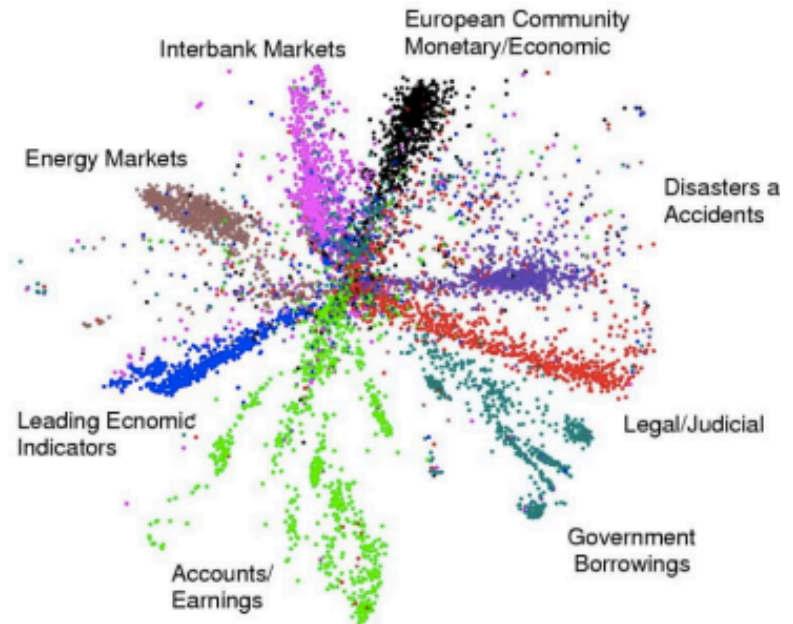 European Community
Monetary/Economic
Interbank Markets
Energy Markets
Disasters a
Accidents
Leading Ecnomic
Indicators
Legal/Judicial
Government
Borrowings
Accounts/
Earnings